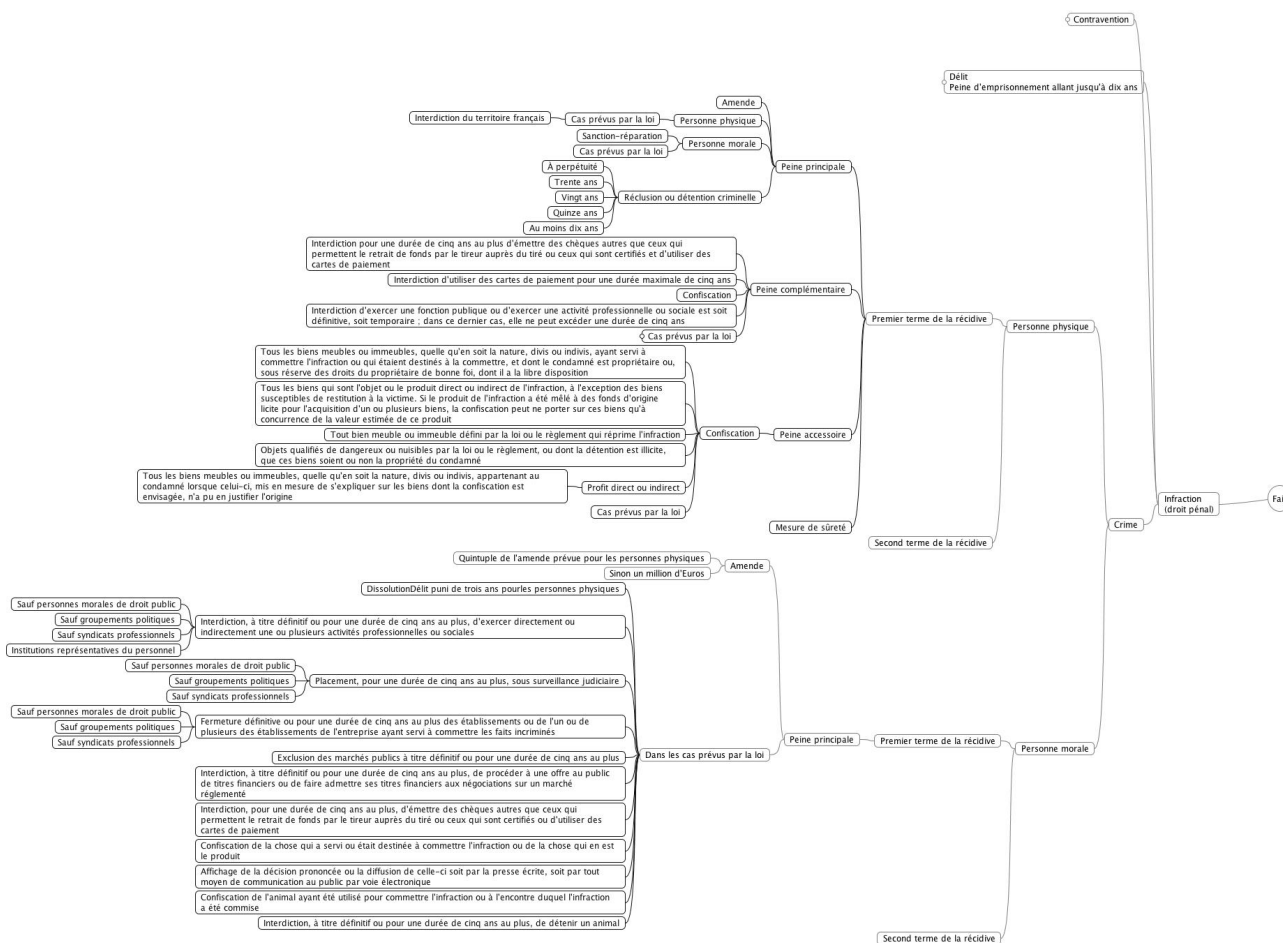 Contravention
Délit
Peine d'emprisonnement allant jusqu'à dix ans
Amende
Interdiction du territoire français
Cas prévus par la loi
Personne physique
Sanction-réparation
Cas prévus par la loi
Personne morale
À perpétuité
Trente ans
Vingt ans
Quinze ans
Au moins dix ans
Réclusion ou détention criminelle
Peine principale
Interdiction pour une durée de cinq ans au plus d'émettre des chèques autres que ceux qui
permettent le retrait de fonds par le tireur auprès du tiré ou ceux qui sont certifiés et d'utiliser des
cartes de paiement
Interdiction d'utiliser des cartes de paiement pour une durée maximale de cinq ans
Confiscation
Interdiction d'exercer une fonction publique ou d'exercer une activité professionnelle ou sociale est soit
définitive, soit temporaire ; dans ce dernier cas, elle ne peut excéder une durée de cinq ans
Cas prévus par la loi
Peine complémentaire
Premier terme de la récidive
Personne physique
Tous les biens meubles ou immeubles, quelle qu'en soit la nature, divis ou indivis, ayant servi à
commettre l'infraction ou qui étaient destinés à la commettre, et dont le condamné est propriétaire ou,
sous réserve des droits du propriétaire de bonne foi, dont il a la libre disposition
Tous les biens qui sont l'objet ou le produit direct ou indirect de l'infraction, à l'exception des biens
susceptibles de restitution à la victime. Si le produit de l'infraction a été mêlé à des fonds d'origine
licite pour l'acquisition d'un ou plusieurs biens, la confiscation peut ne porter sur ces biens qu'à
concurrence de la valeur estimée de ce produit
Tout bien meuble ou immeuble défini par la loi ou le règlement qui réprime l'infraction
Objets qualifiés de dangereux ou nuisibles par la loi ou le règlement, ou dont la détention est illicite,
que ces biens soient ou non la propriété du condamné
Tous les biens meubles ou immeubles, quelle qu'en soit la nature, divis ou indivis, appartenant au
condamné lorsque celui-ci, mis en mesure de s'expliquer sur les biens dont la confiscation est
envisagée, n'a pu en justifier l'origine
Profit direct ou indirect
Cas prévus par la loi
Confiscation
Peine accessoire
Mesure de sûreté
Second terme de la récidive
Infraction
(droit pénal)
Fai
Crime
Quintuple de l'amende prévue pour les personnes physiques
Sinon un million d'Euros
Amende
DissolutionDélit puni de trois ans pourles personnes physiques
Sauf personnes morales de droit public
Sauf groupements politiques
Sauf syndicats professionnels
Institutions représentatives du personnel
Interdiction, à titre définitif ou pour une durée de cinq ans au plus, d'exercer directement ou
indirectement une ou plusieurs activités professionnelles ou sociales
Sauf personnes morales de droit public
Sauf groupements politiques
Sauf syndicats professionnels
Placement, pour une durée de cinq ans au plus, sous surveillance judiciaire
Sauf personnes morales de droit public
Sauf groupements politiques
Sauf syndicats professionnels
Fermeture définitive ou pour une durée de cinq ans au plus des établissements ou de l'un ou de
plusieurs des établissements de l'entreprise ayant servi à commettre les faits incriminés
Exclusion des marchés publics à titre définitif ou pour une durée de cinq ans au plus
Interdiction, à titre définitif ou pour une durée de cinq ans au plus, de procéder à une offre au public
de titres financiers ou de faire admettre ses titres financiers aux négociations sur un marché
réglementé
Interdiction, pour une durée de cinq ans au plus, d'émettre des chèques autres que ceux qui
permettent le retrait de fonds par le tireur auprès du tiré ou ceux qui sont certifiés ou d'utiliser des
cartes de paiement
Confiscation de la chose qui a servi ou était destinée à commettre l'infraction ou de la chose qui en est
le produit
Affichage de la décision prononcée ou la diffusion de celle-ci soit par la presse écrite, soit par tout
moyen de communication au public par voie électronique
Confiscation de l'animal ayant été utilisé pour commettre l'infraction ou à l'encontre duquel l'infraction
a été commise
Interdiction, à titre définitif ou pour une durée de cinq ans au plus, de détenir un animal
Dans les cas prévus par la loi
Peine principale
Premier terme de la récidive
Personne morale
Second terme de la récidive